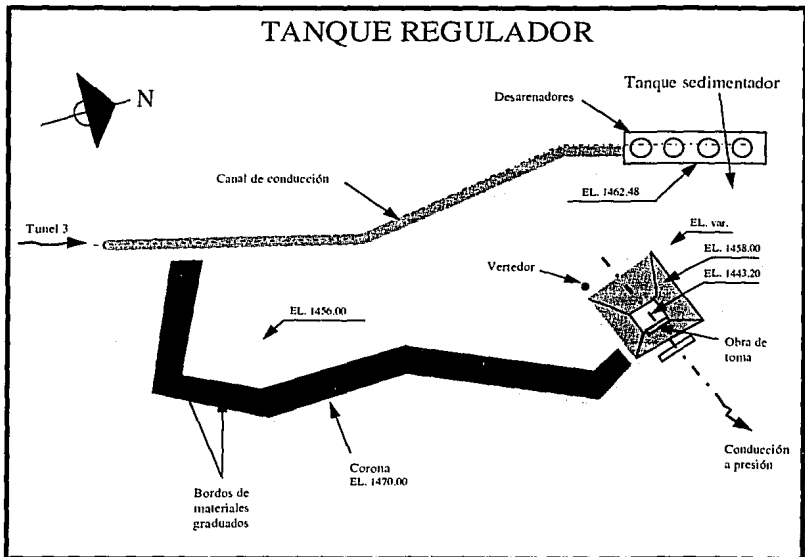 TANQUE REGULADOR
N
Tanque sedimentador
Desarenadores
Canal de conducción
EL. 1462.48
Tunel 3
EL. var.
EL. 1458.00
Vertedor
EL. 1443.20
EL. 1456.00
Obra de
toma
Corona
EL. 1470.00
Conducción
a presión
Bordos de
materiales
graduados